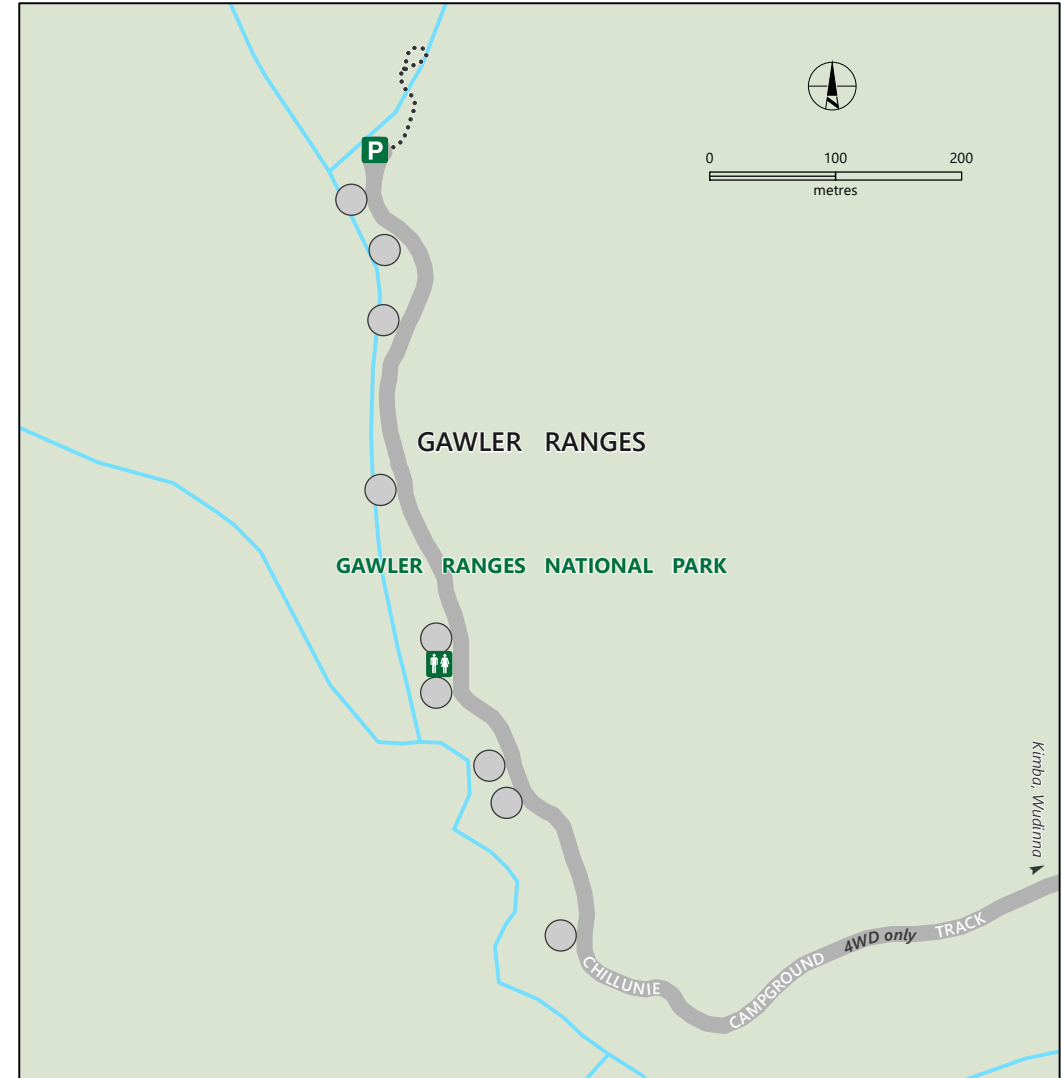 P
0 100 200
metres
GAWLER RANGES
GAWLER RANGES NATIONAL PARK
Kimba, Wudinna
CHILLUNIE CAMPGROUND 4WD only TRACK